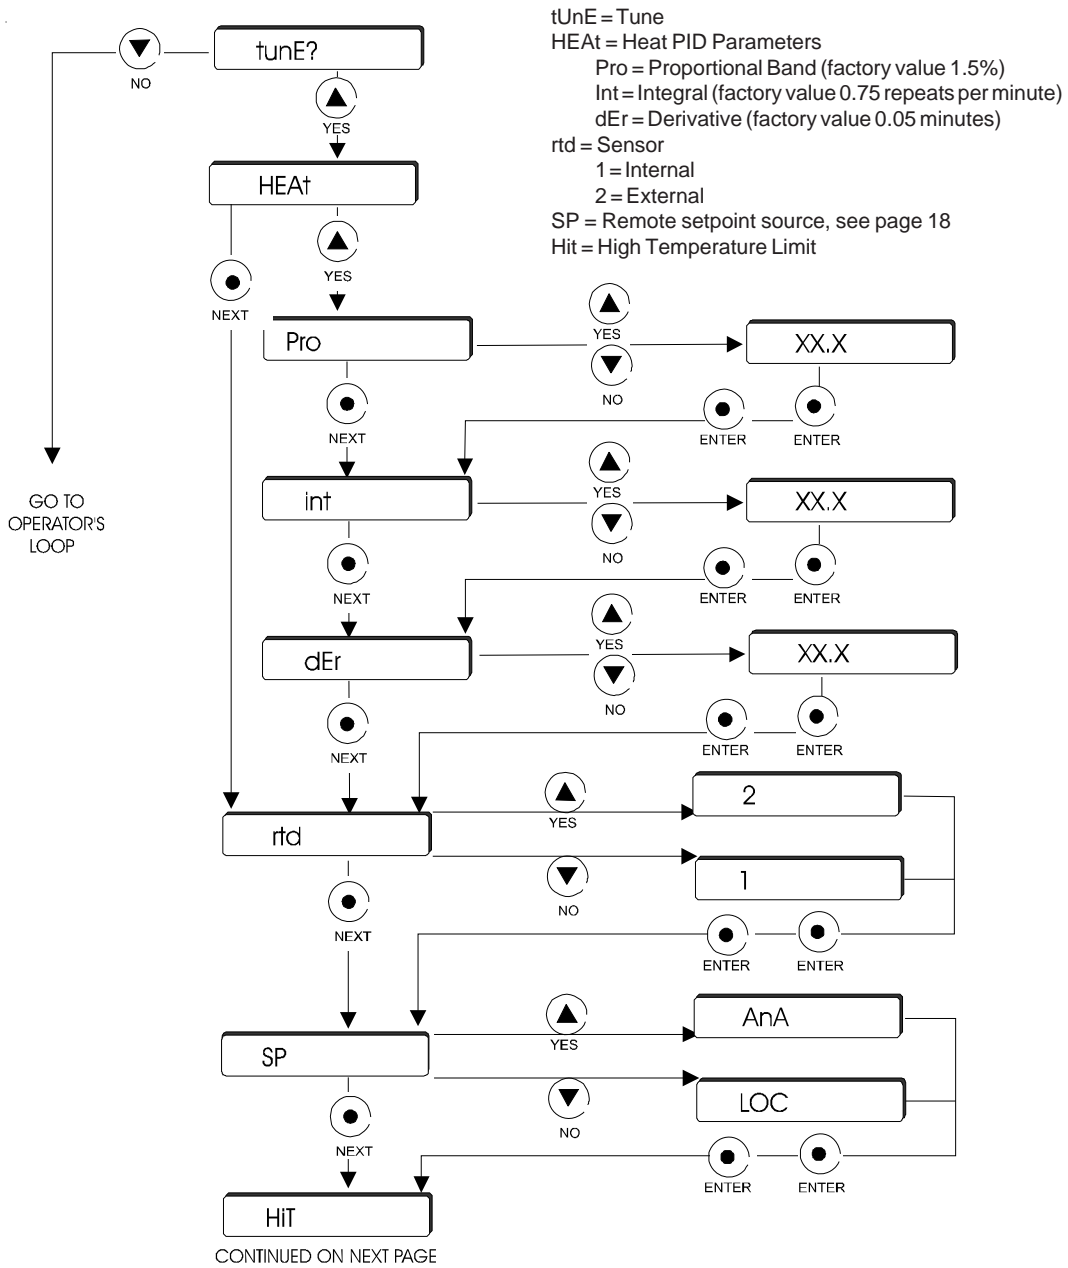 tUnE = Tune
HEAt = Heat PID Parameters
Pro = Proportional Band (factory value 1.5%)
Int = Integral (factory value 0.75 repeats per minute)
dEr = Derivative (factory value 0.05 minutes)
rtd = Sensor
1 = Internal
2 = External
SP = Remote setpoint source, see page 18
Hit = High Temperature Limit
tunE?
NO
YES
HEAt
YES
NEXT
Pro
YES
NO
XX.X
NEXT
ENTER
ENTER
GO TO
OPERATOR'S
LOOP
int
YES
NO
XX.X
NEXT
ENTER
ENTER
dEr
YES
NO
XX.X
NEXT
ENTER
ENTER
rtd
YES
2
NO
1
NEXT
ENTER
ENTER
SP
YES
AnA
NO
LOC
NEXT
ENTER
ENTER
HiT
CONTINUED ON NEXT PAGE